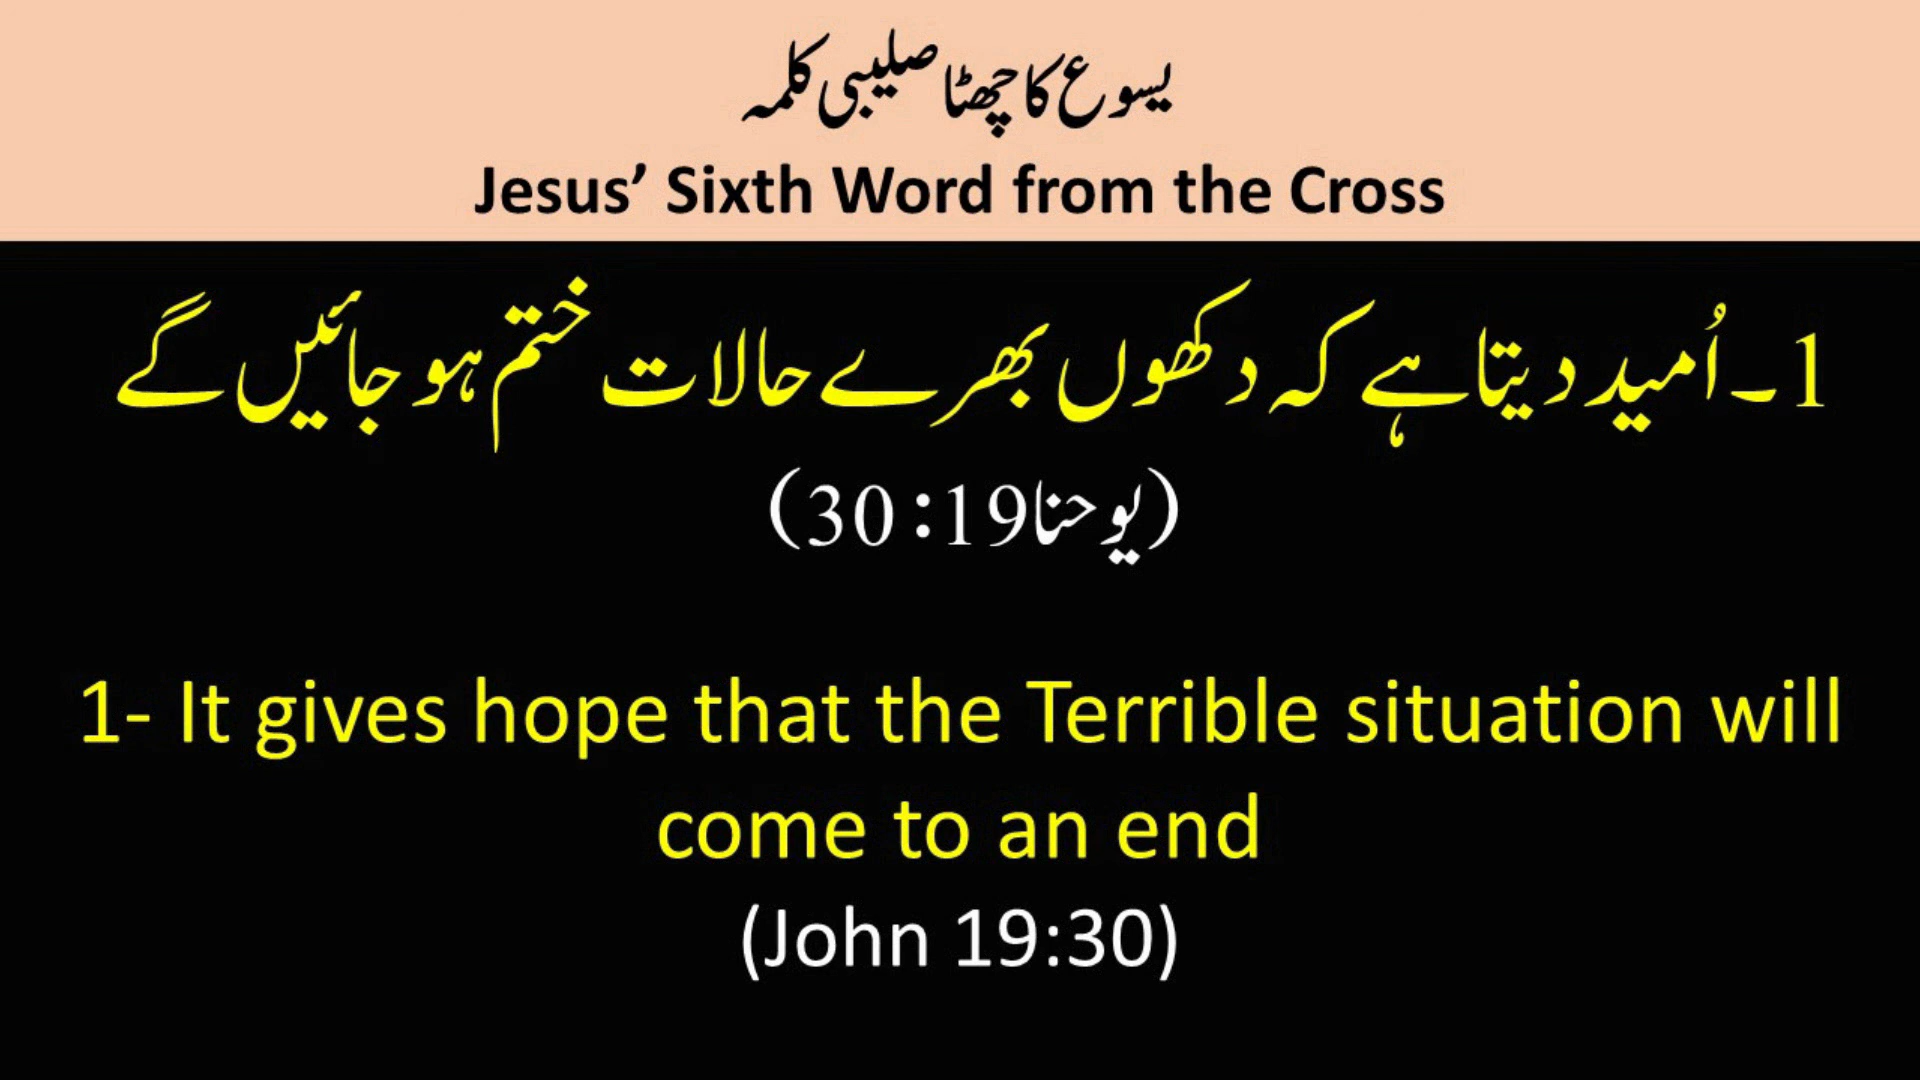 یسوع کا چھٹا صلیبی کلمہ
Jesus’ Sixth Word from the Cross
1۔ اُمید دیتا ہے کہ دکھوں بھرے حالات ختم ہو جائیں گے
(یوحنا19:30)
1- It gives hope that the Terrible situation will
come to an end
(John 19:30)